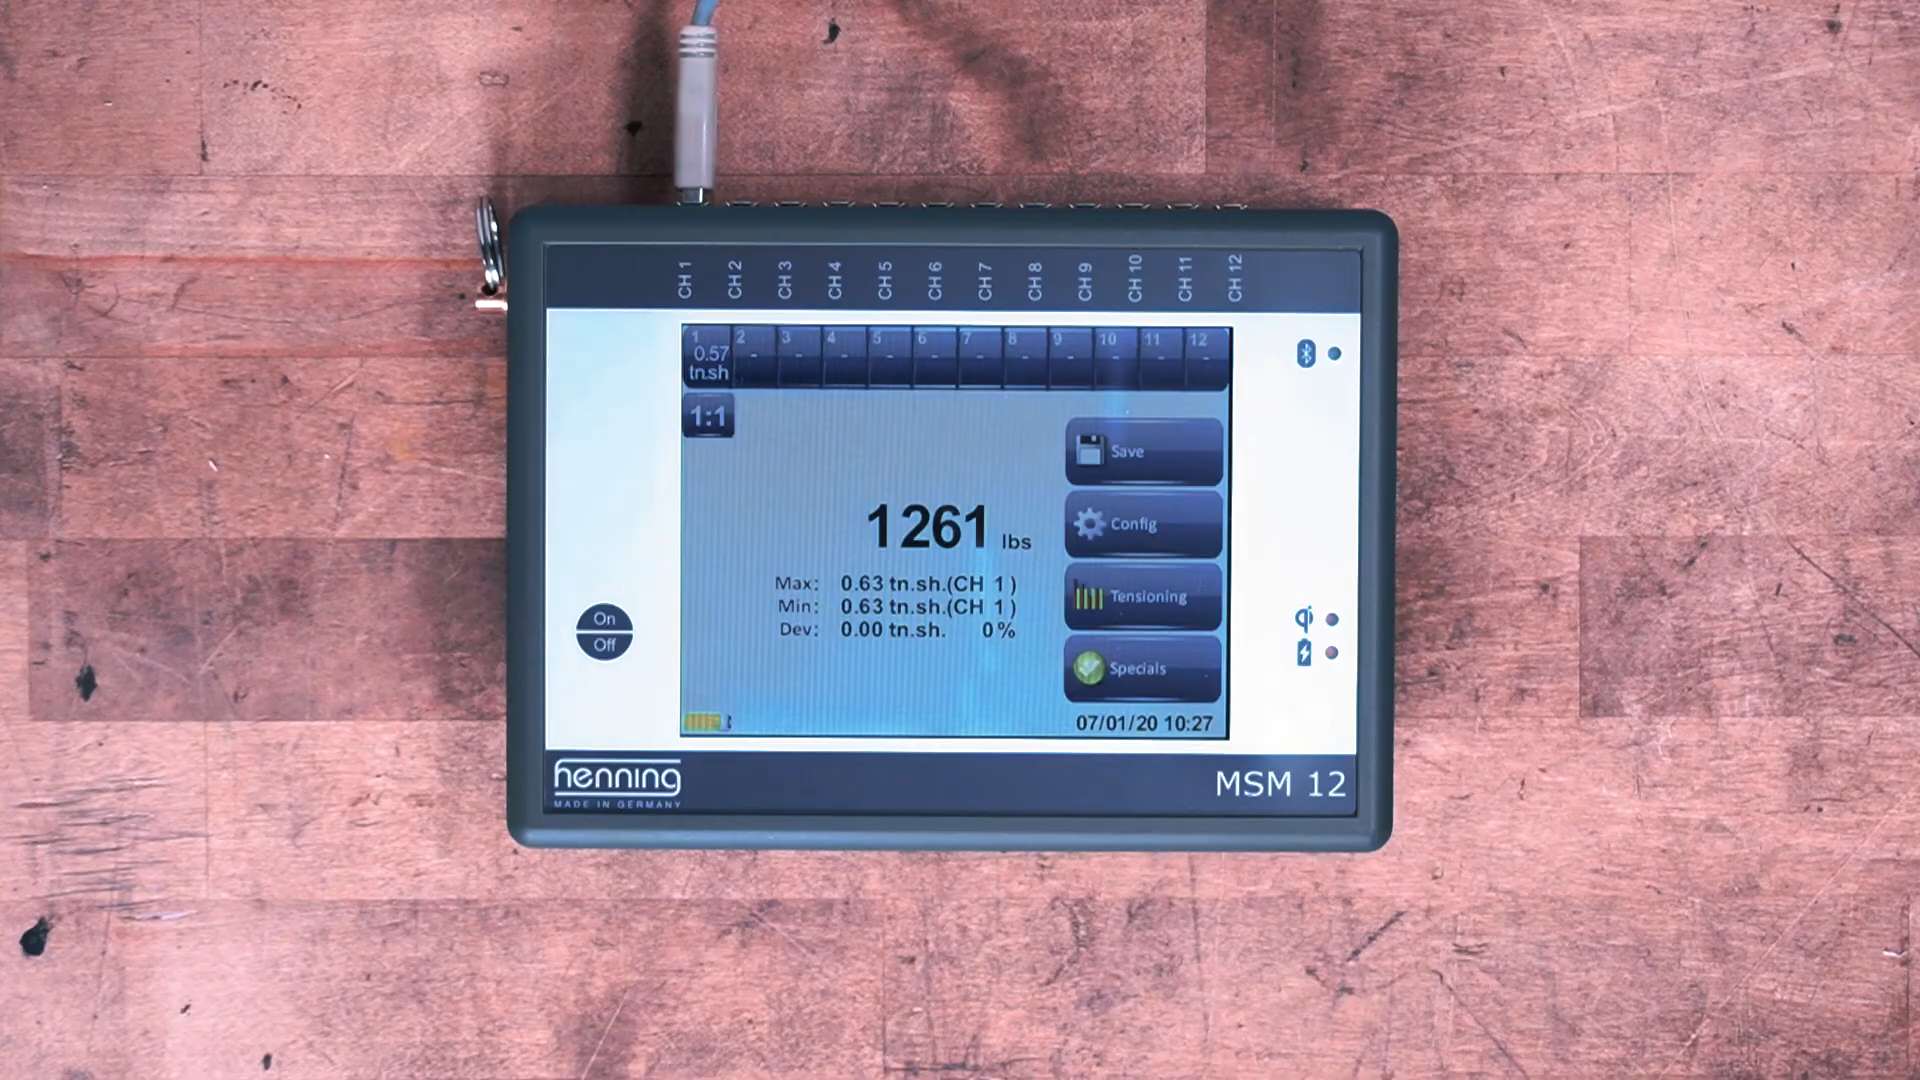 CH 1 CH 2 CH 3 CH 4 CH 5 CH 6 CH 7 CH 8 CH 9 CH 10 CH 11 CH 12
1 2 3 4 5 6 7 8 9 10 11 12
0.57 - - - - - - - - - - -
tn.sh
1:1
Save
1261 lbs
Config
Max: 0.63 tn.sh.(CH 1 )
Min: 0.63 tn.sh.(CH 1 )
Dev: 0.00 tn.sh. 0%
Tensioning
On
Off
Specials
07/01/20 10:27
henning
MADE IN GERMANY
MSM 12